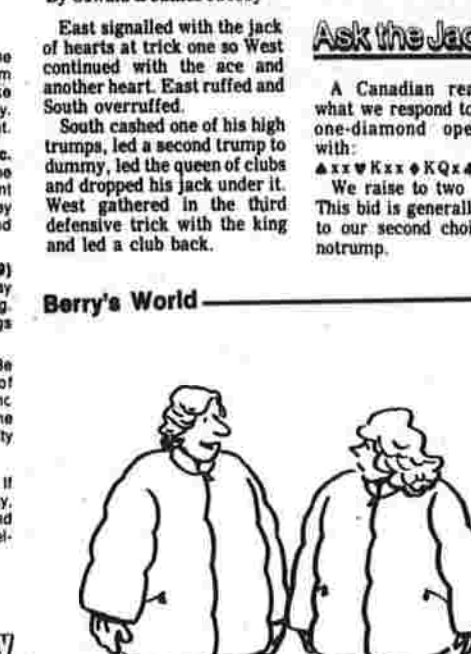 East signalled with the jack
of hearts at trick one so West
continued with the ace and
another heart. East ruffed and
South overruffed.
South cashed one of his high
trumps, led a second trump to
dummy, led the queen of clubs
and dropped his jack under it.
West gathered in the third
defensive trick with the king
and led a club back.
Ask the Jac
A Canadian rea
what we respond to
one-diamond ope
with:
♠xx♥Kxx♦KQx
We raise to two
This bid is generall
to our second choi
notrump.
Berry's World